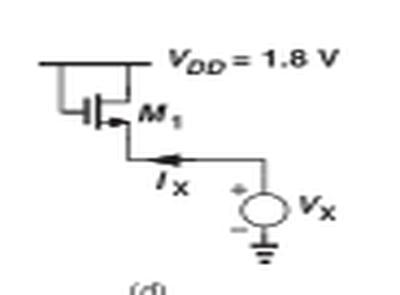 V_DD = 1.8 V
M_1
I_X
+
V_X
−
(d)